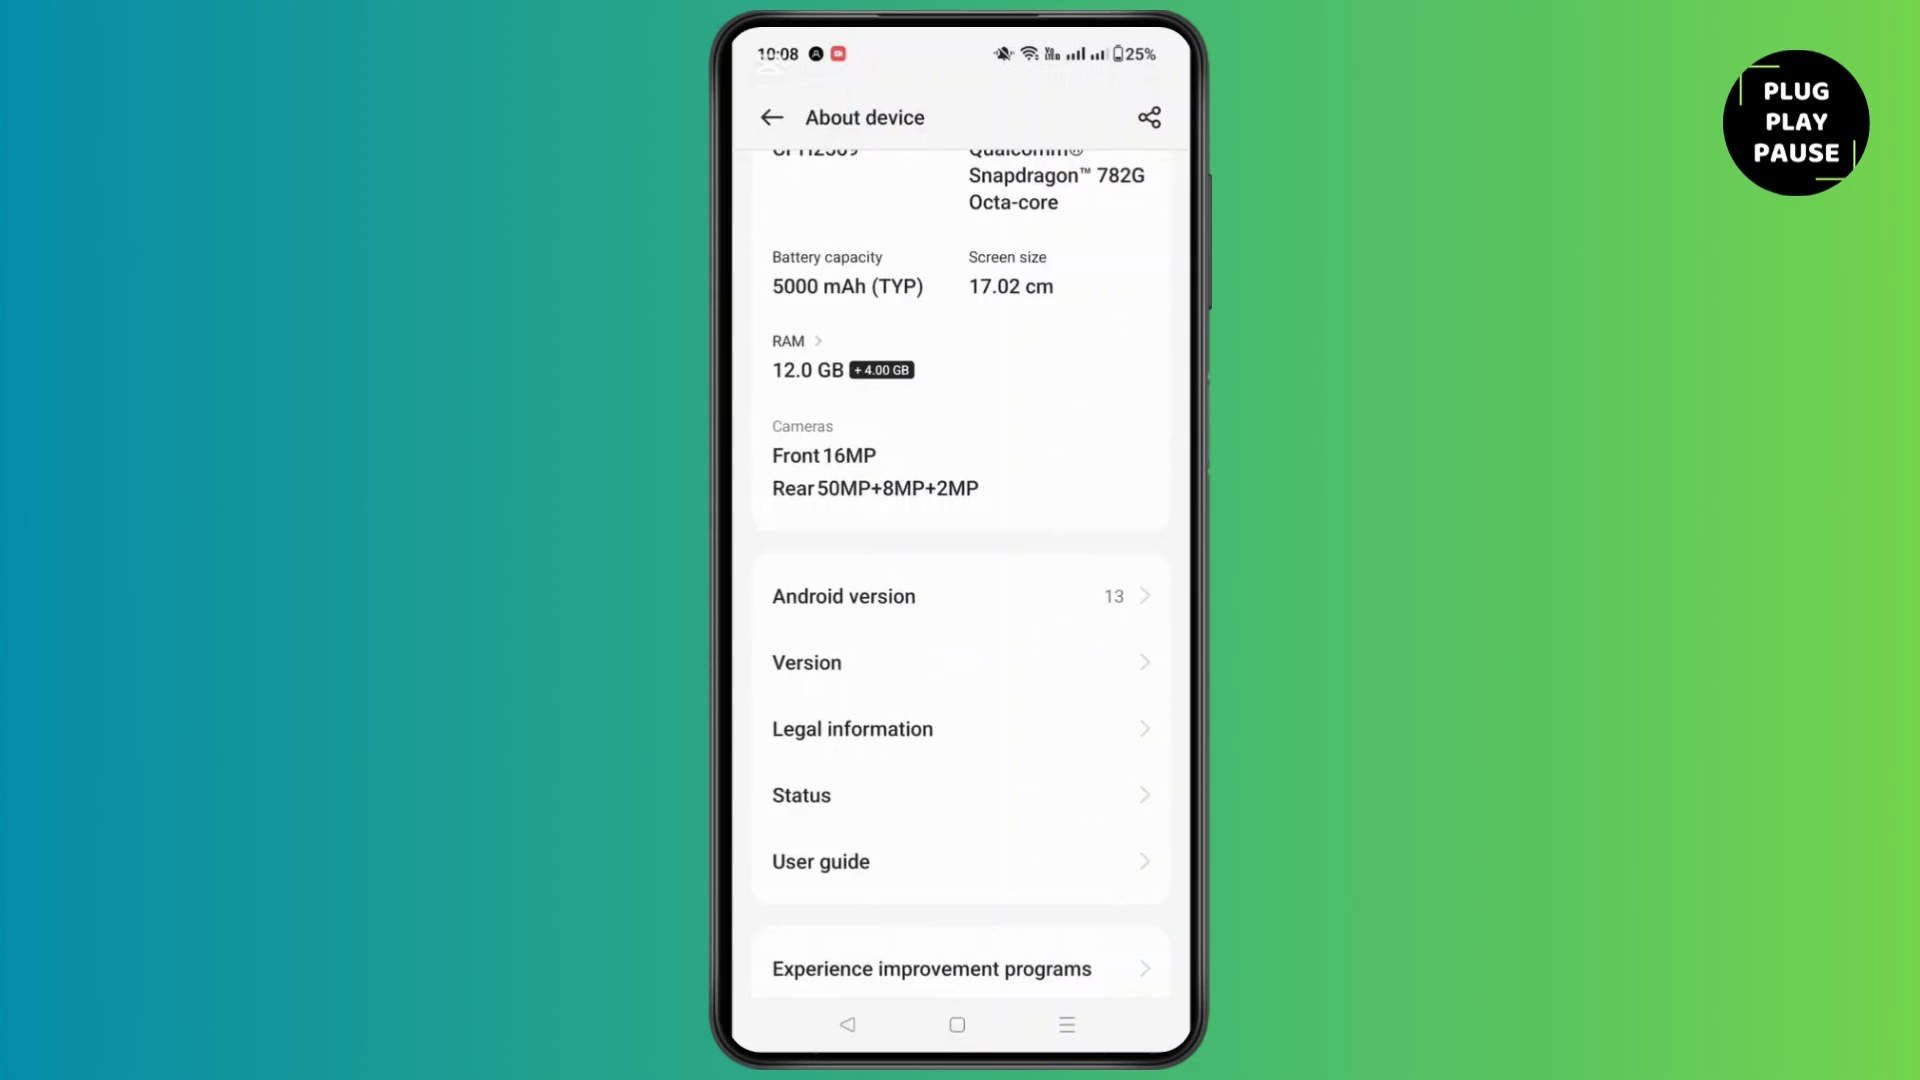 10:08 25%
PLUG
PLAY
PAUSE
About device
Qualcomm®
Snapdragon™ 782G
Octa-core
Battery capacity Screen size
5000 mAh (TYP) 17.02 cm
RAM
12.0 GB + 4.00 GB
Cameras
Front 16MP
Rear 50MP+8MP+2MP
Android version 13
Version
Legal information
Status
User guide
Experience improvement programs